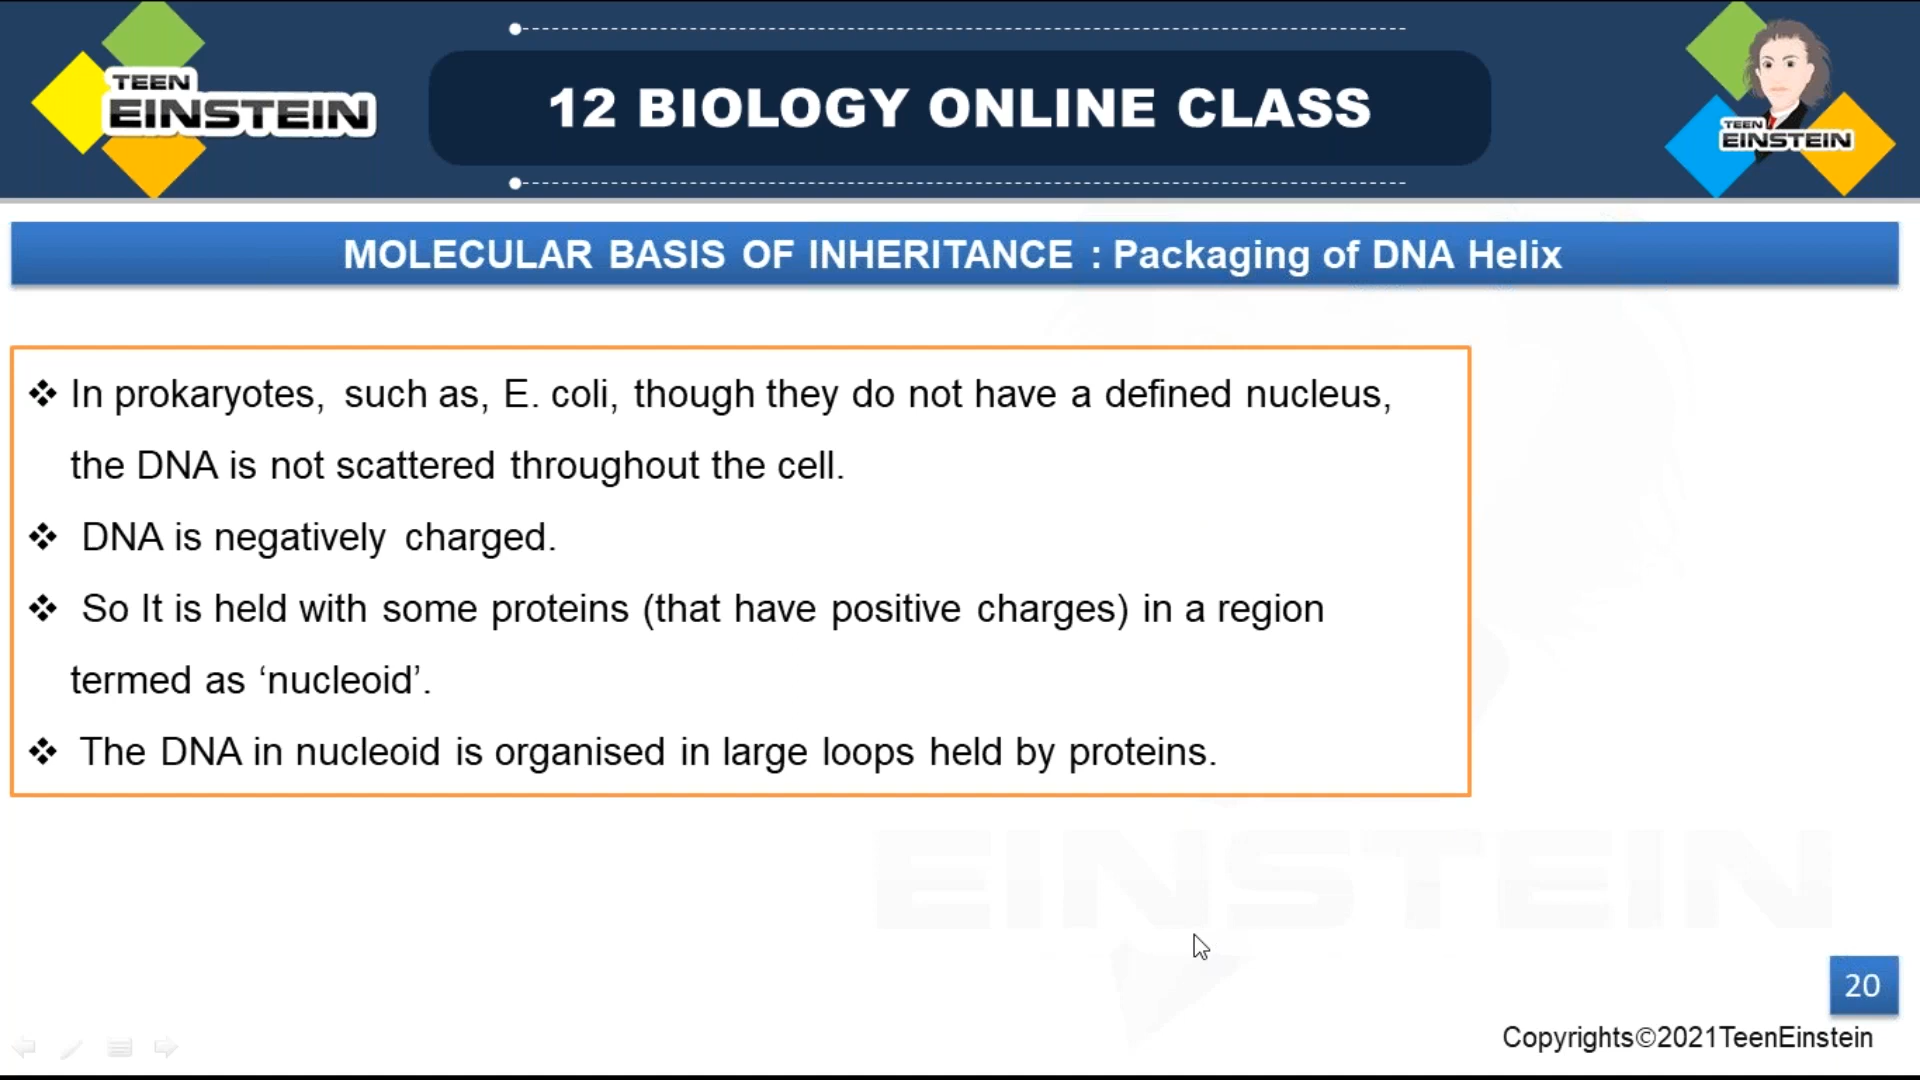 TEEN
EINSTEIN
12 BIOLOGY ONLINE CLASS
TEEN
EINSTEIN
MOLECULAR BASIS OF INHERITANCE : Packaging of DNA Helix
❖ In prokaryotes, such as, E. coli, though they do not have a defined nucleus,
the DNA is not scattered throughout the cell.
❖ DNA is negatively charged.
❖ So It is held with some proteins (that have positive charges) in a region
termed as ‘nucleoid’.
❖ The DNA in nucleoid is organised in large loops held by proteins.
EINSTEIN
20
Copyrights©2021TeenEinstein